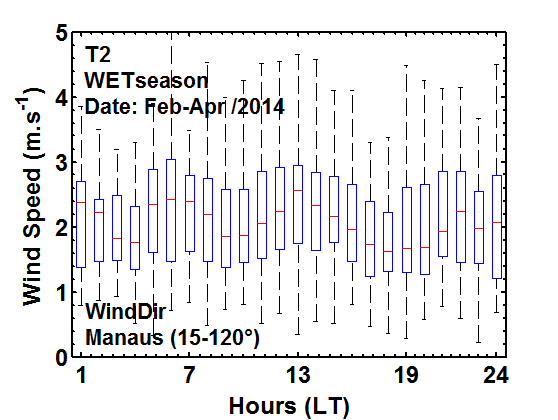 5
4
3
2
1
0
Wind Speed (m.s-1)
T2
WETseason
Date: Feb-Apr /2014
WindDir
Manaus (15-120°)
1 7 13 19 24
Hours (LT)